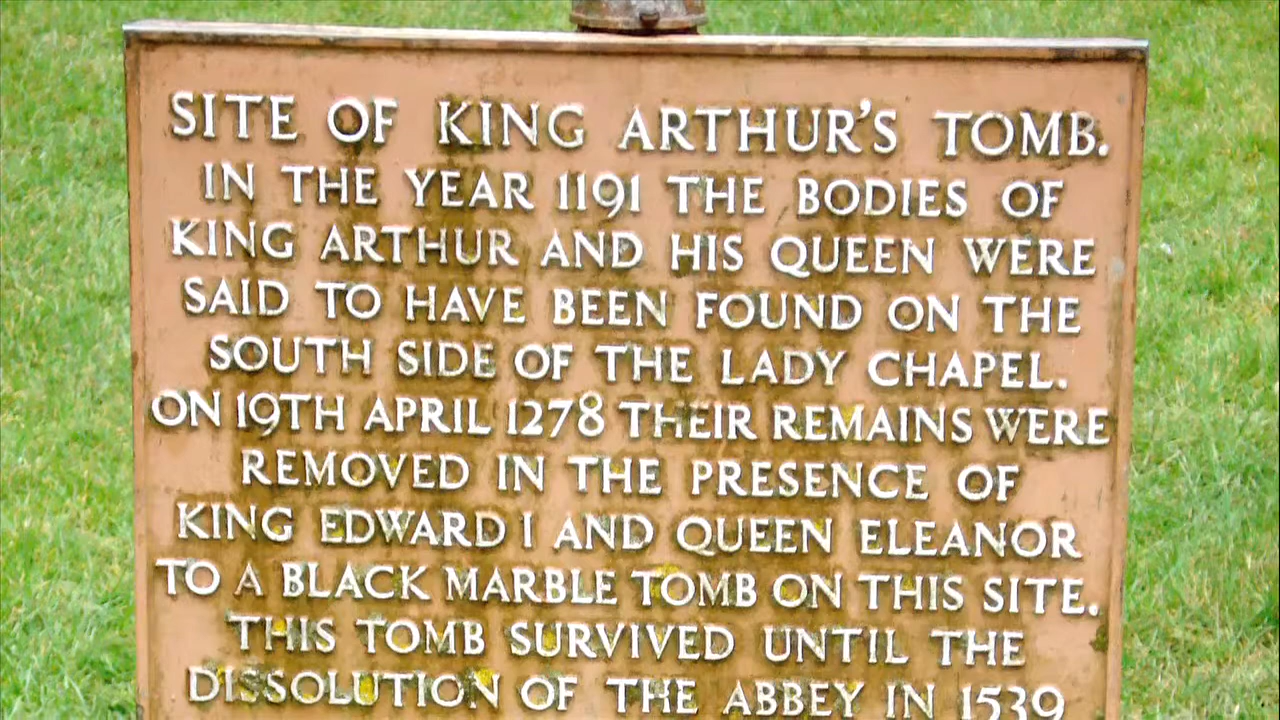 SITE OF KING ARTHUR'S TOMB.
IN THE YEAR 1191 THE BODIES OF
KING ARTHUR AND HIS QUEEN WERE
SAID TO HAVE BEEN FOUND ON THE
SOUTH SIDE OF THE LADY CHAPEL.
ON 19TH APRIL 1278 THEIR REMAINS WERE
REMOVED IN THE PRESENCE OF
KING EDWARD I AND QUEEN ELEANOR
TO A BLACK MARBLE TOMB ON THIS SITE.
THIS TOMB SURVIVED UNTIL THE
DISSOLUTION OF THE ABBEY IN 1539